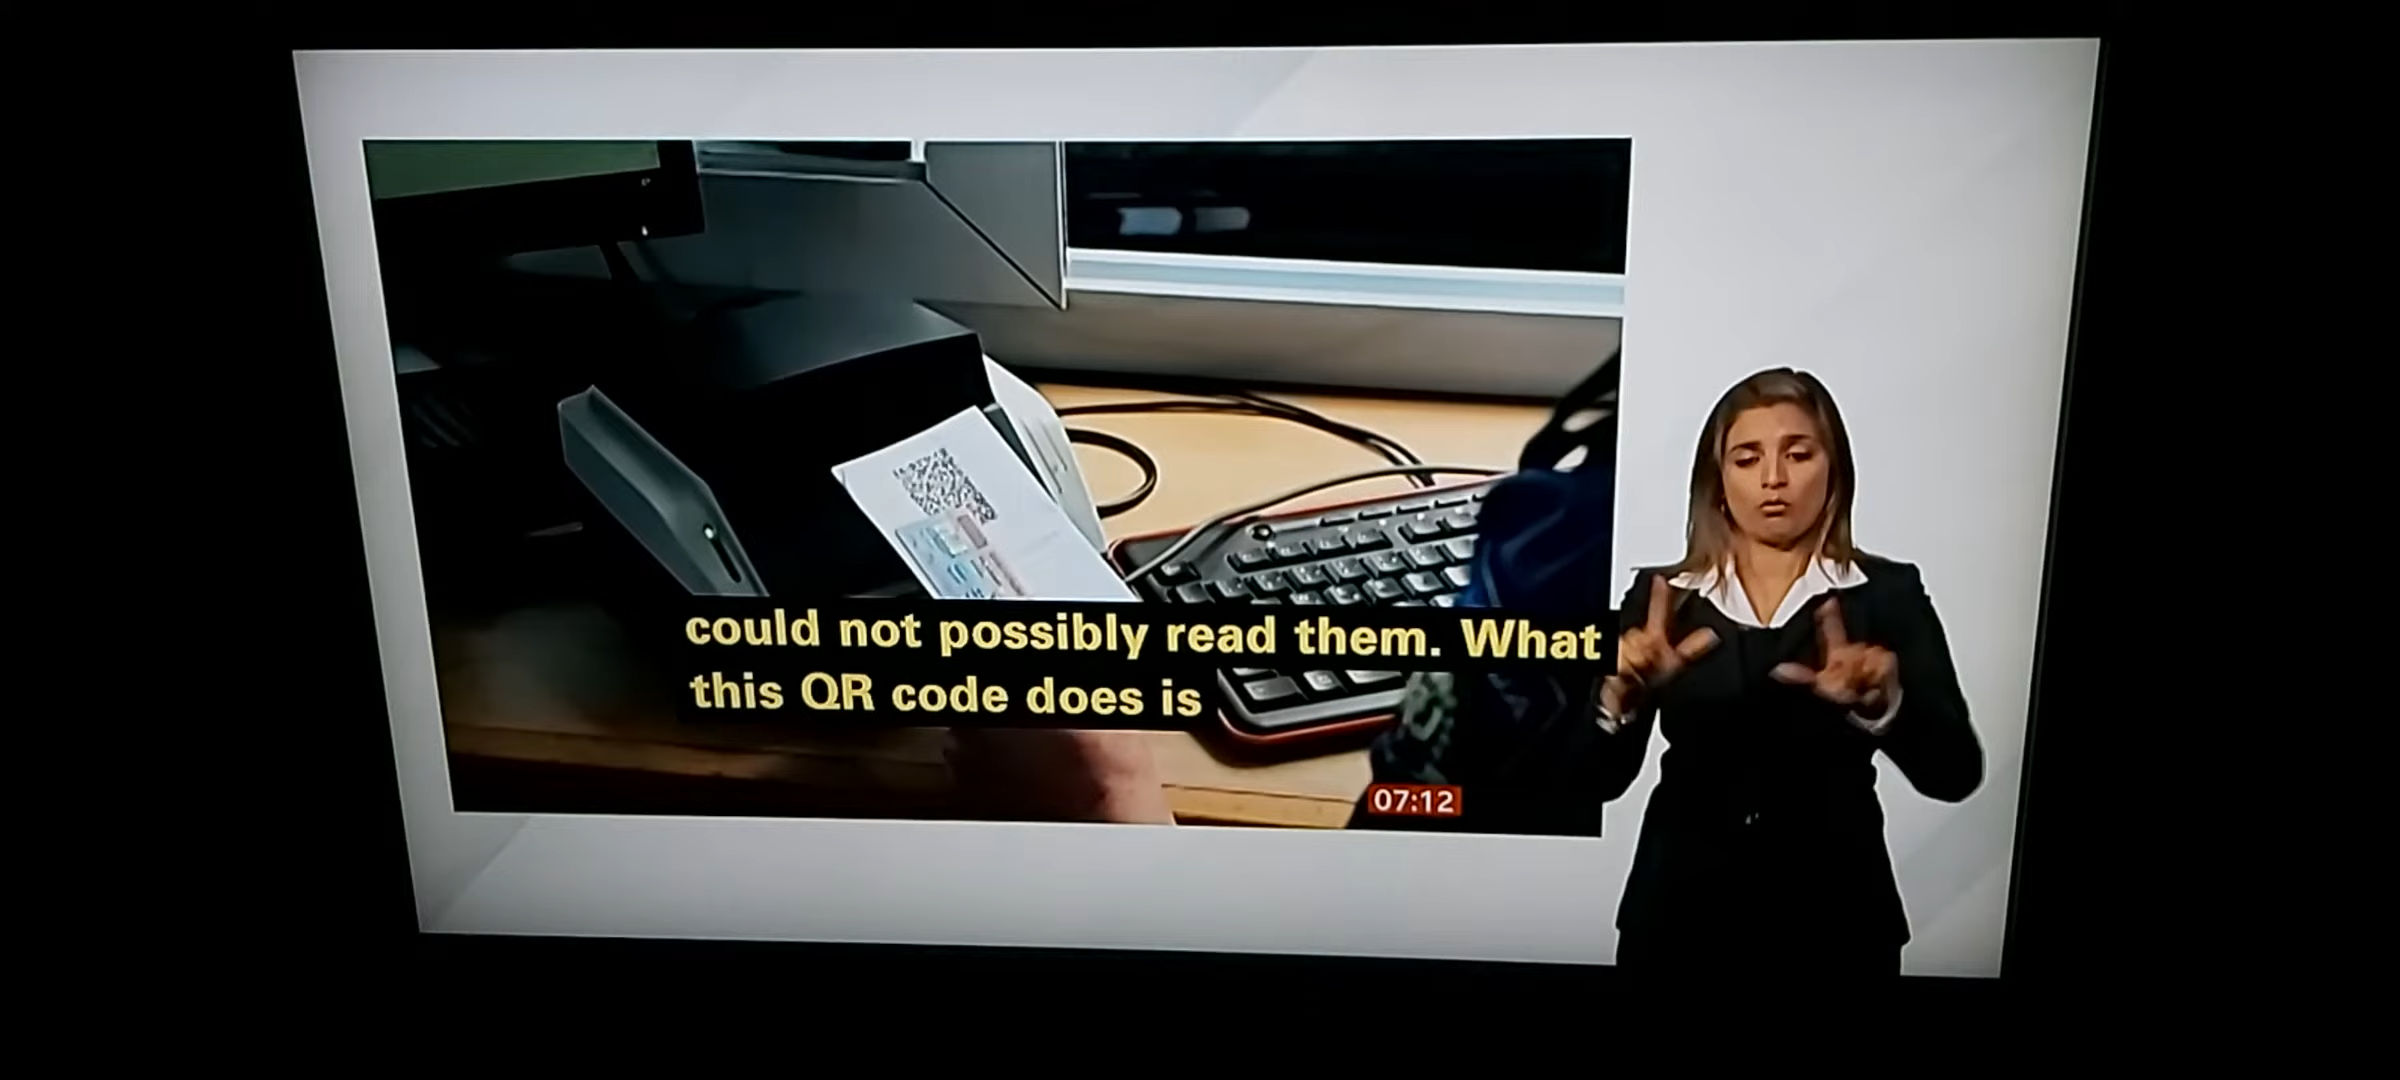 could not possibly read them. What
this QR code does is
07:12